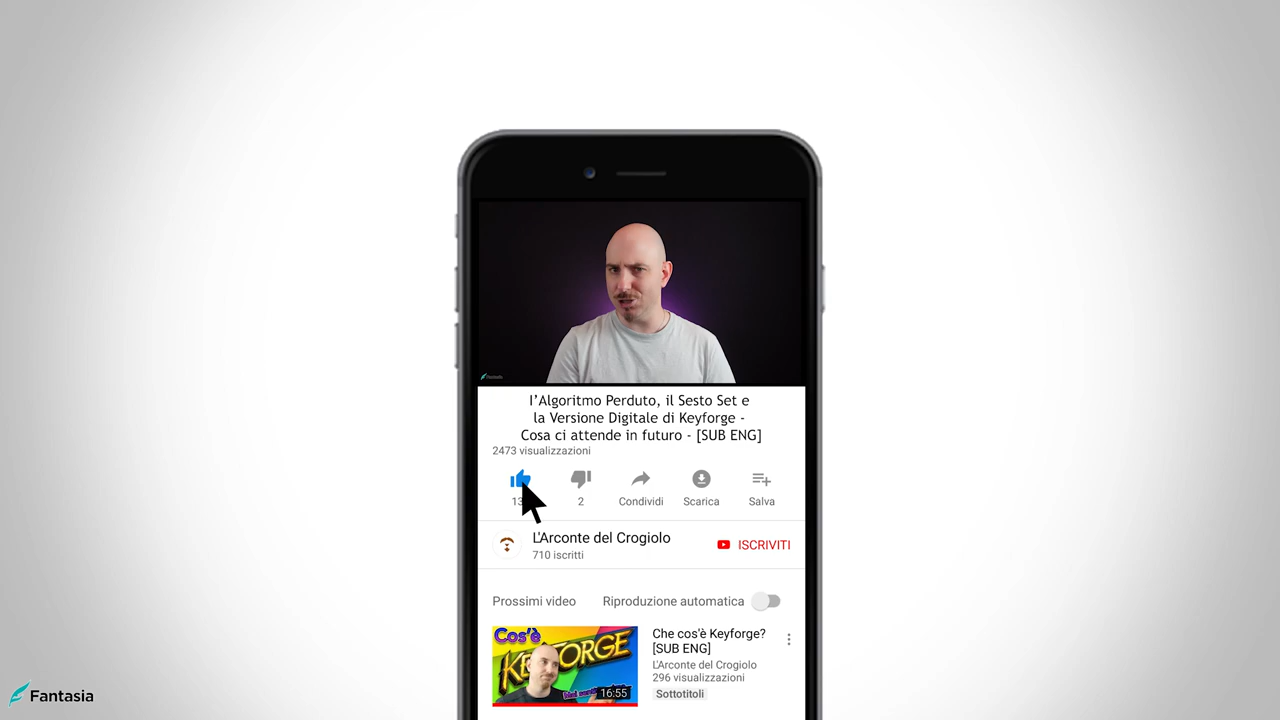 l'Algoritmo Perduto, il Sesto Set e
la Versione Digitale di Keyforge -
Cosa ci attende in futuro - [SUB ENG]
2473 visualizzazioni
2 Condividi Scarica Salva
L'Arconte del Crogiolo
710 iscritti
ISCRIVITI
Prossimi video Riproduzione automatica
Cos'è
KEYFORGE
16:55
Che cos'è Keyforge?
[SUB ENG]
L'Arconte del Crogiolo
296 visualizzazioni
Sottotitoli
Fantasia